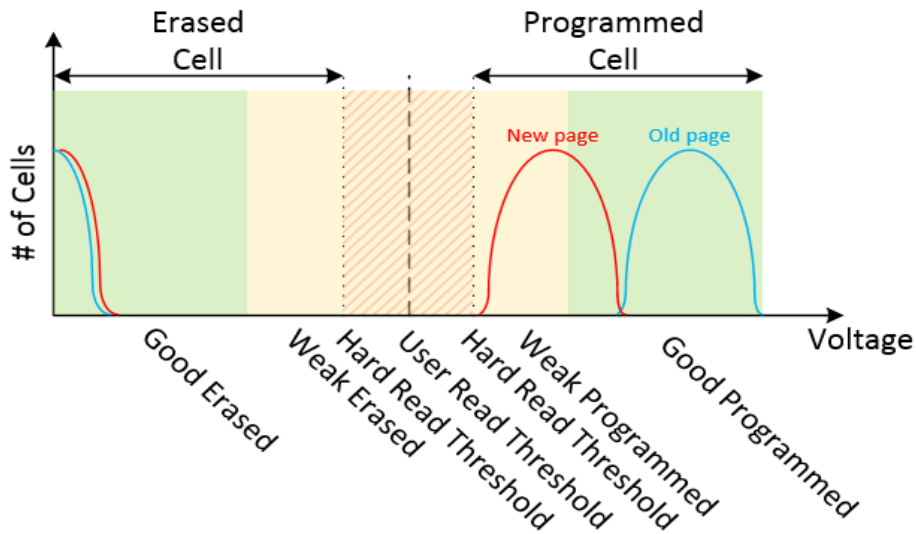 Erased
Cell
Programmed
Cell
New page
Old page
# of Cells
Voltage
Good Erased
Weak Erased
Hard Read Threshold
User Read Threshold
Hard Read Threshold
Weak Programmed
Good Programmed